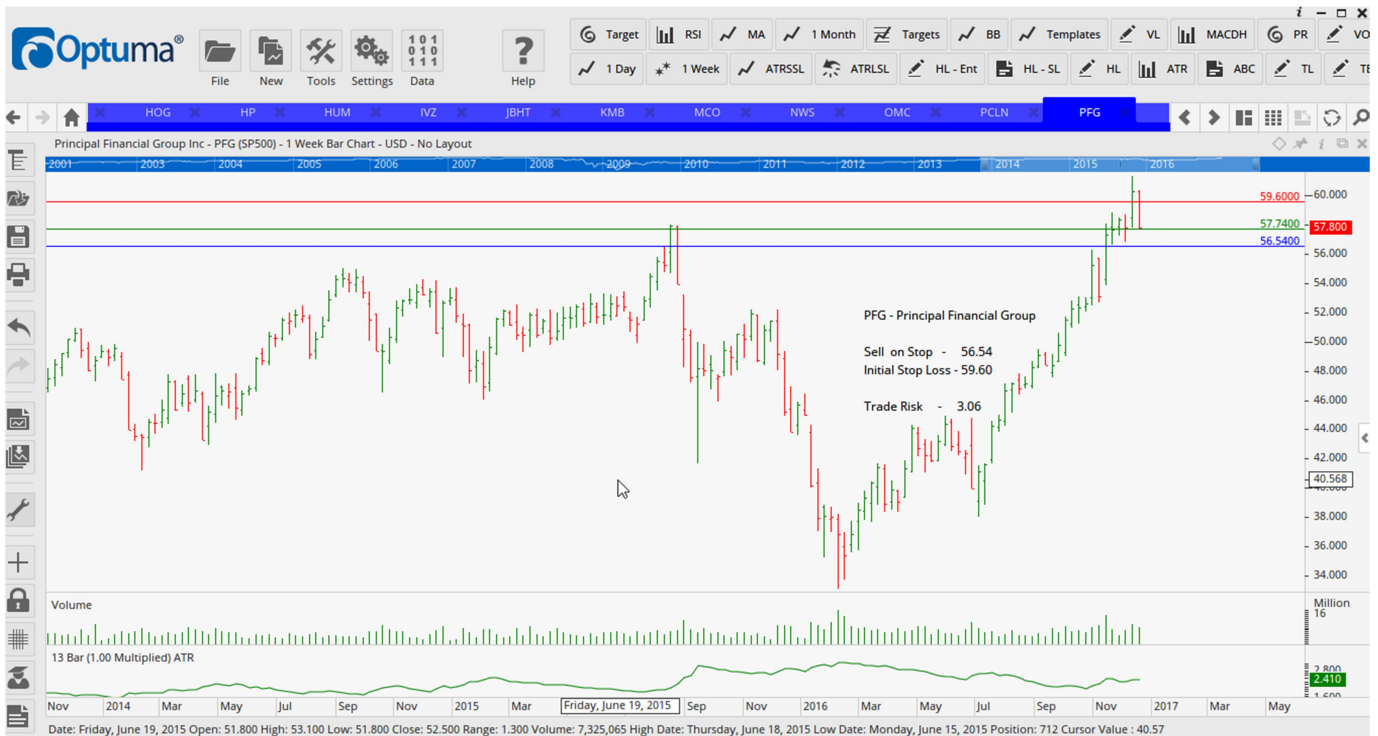 i
Optuma®
File New Tools Settings Data Help
101
010
111
?
Target RSI MA 1 Month Targets BB Templates VL MACDH PR VO
1 Day 1 Week ATRSSL ATRLSL HL - Ent HL - SL HL ATR ABC TL
HOG HP HUM IVZ JBHT KMB MCO NWS OMC PCLN PFG
Principal Financial Group Inc - PFG (SP500) - 1 Week Bar Chart - USD - No Layout
2001 2003 2004 2005 2006 2007 2008 2009 2010 2011 2012 2013 2014 2015 2016
60.000
59.6000
57.7400
57.800
56.5400
56.000
54.000
52.000
50.000
48.000
46.000
44.000
42.000
40.568
38.000
36.000
34.000
PFG - Principal Financial Group
Sell on Stop - 56.54
Initial Stop Loss - 59.60
Trade Risk - 3.06
Volume
Million
16
13 Bar (1.00 Multiplied) ATR
2.800
2.410
1.600
Nov 2014 Mar May Jul Sep Nov 2015 Mar Friday, June 19, 2015 Sep Nov 2016 Mar May Jul Sep Nov 2017 Mar May
Date: Friday, June 19, 2015 Open: 51.800 High: 53.100 Low: 51.800 Close: 52.500 Range: 1.300 Volume: 7,325,065 High Date: Thursday, June 18, 2015 Low Date: Monday, June 15, 2015 Position: 712 Cursor Value : 40.57